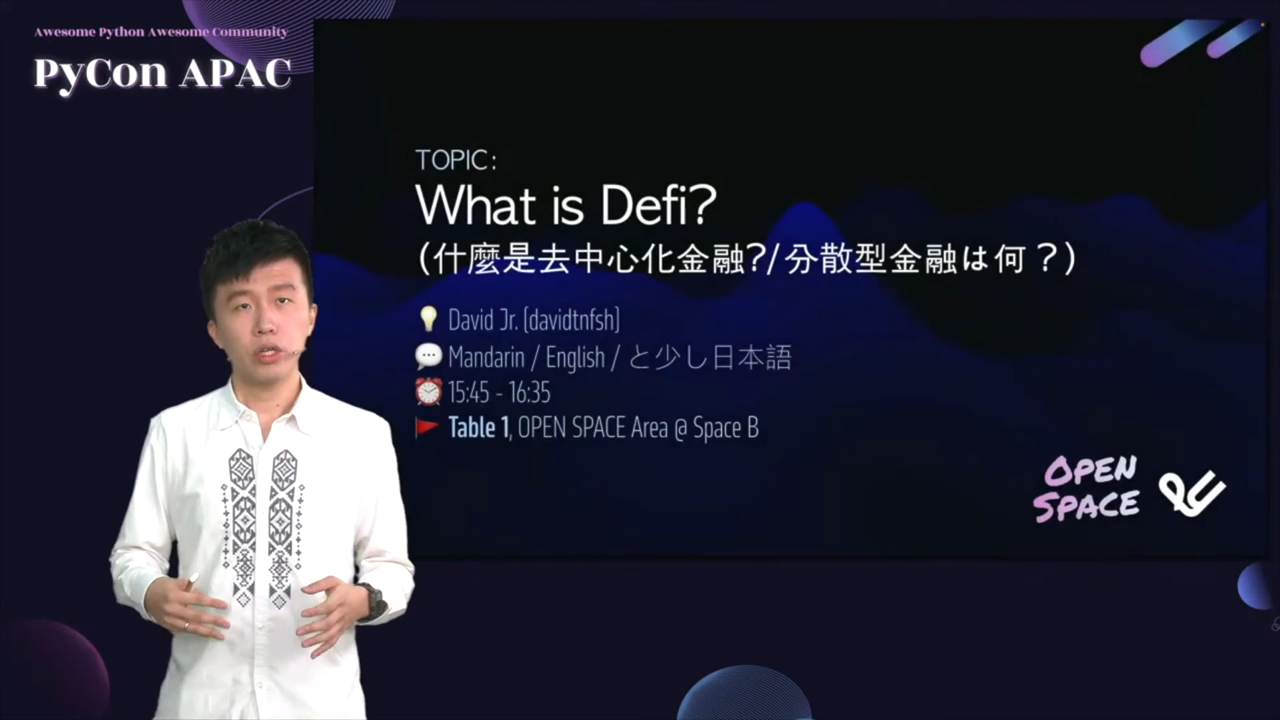 Awesome Python Awesome Community
PyCon APAC
TOPIC:
What is Defi?
(什麼是去中心化金融?/分散型金融は何？)
David Jr. (davidtnfsh)
Mandarin / English / と少し日本語
15:45 - 16:35
Table 1, OPEN SPACE Area @ Space B
OPEN
SPACE